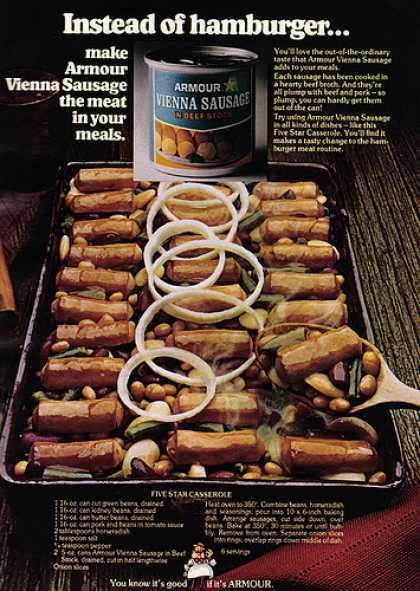 Instead of hamburger...
make
Armour
Vienna Sausage
the meat
in your
meals.
ARMOUR
VIENNA SAUSAGE
IN BEEF STOCK
You'll love the out-of-the-ordinary
taste that Armour Vienna Sausage
adds to your meals.
Each sausage has been cooked in
a hearty beef broth. And they're
all plump with beef and pork – so
plump, you can hardly get them
out of the can!
Try using Armour Vienna Sausage
in all kinds of dishes – like this
Five Star Casserole. You'll find it
makes a tasty change to the ham-
burger meat routine.
FIVE STAR CASSEROLE
1 16-oz. can cut green beans, drained
1 16-oz. can kidney beans, drained
1 16-oz. can butter beans, drained
1 16-oz. can pork and beans in tomato sauce
2 tablespoons horseradish
1 teaspoon salt
teaspoon pepper
2 5-oz. cans Armour Vienna Sausage in Beef
Stock, drained, cut in half lengthwise
Onion slices
Heat oven to 350°. Combine beans, horseradish
and seasonings; pour into 10 x 6-inch baking
dish. Arrange sausages, cut side down, over
beans. Bake at 350°, 30 minutes or until bub-
bly. Remove from oven. Separate onion slices
into rings; overlap rings down middle of dish.
6 servings
You know it's good if it's ARMOUR.